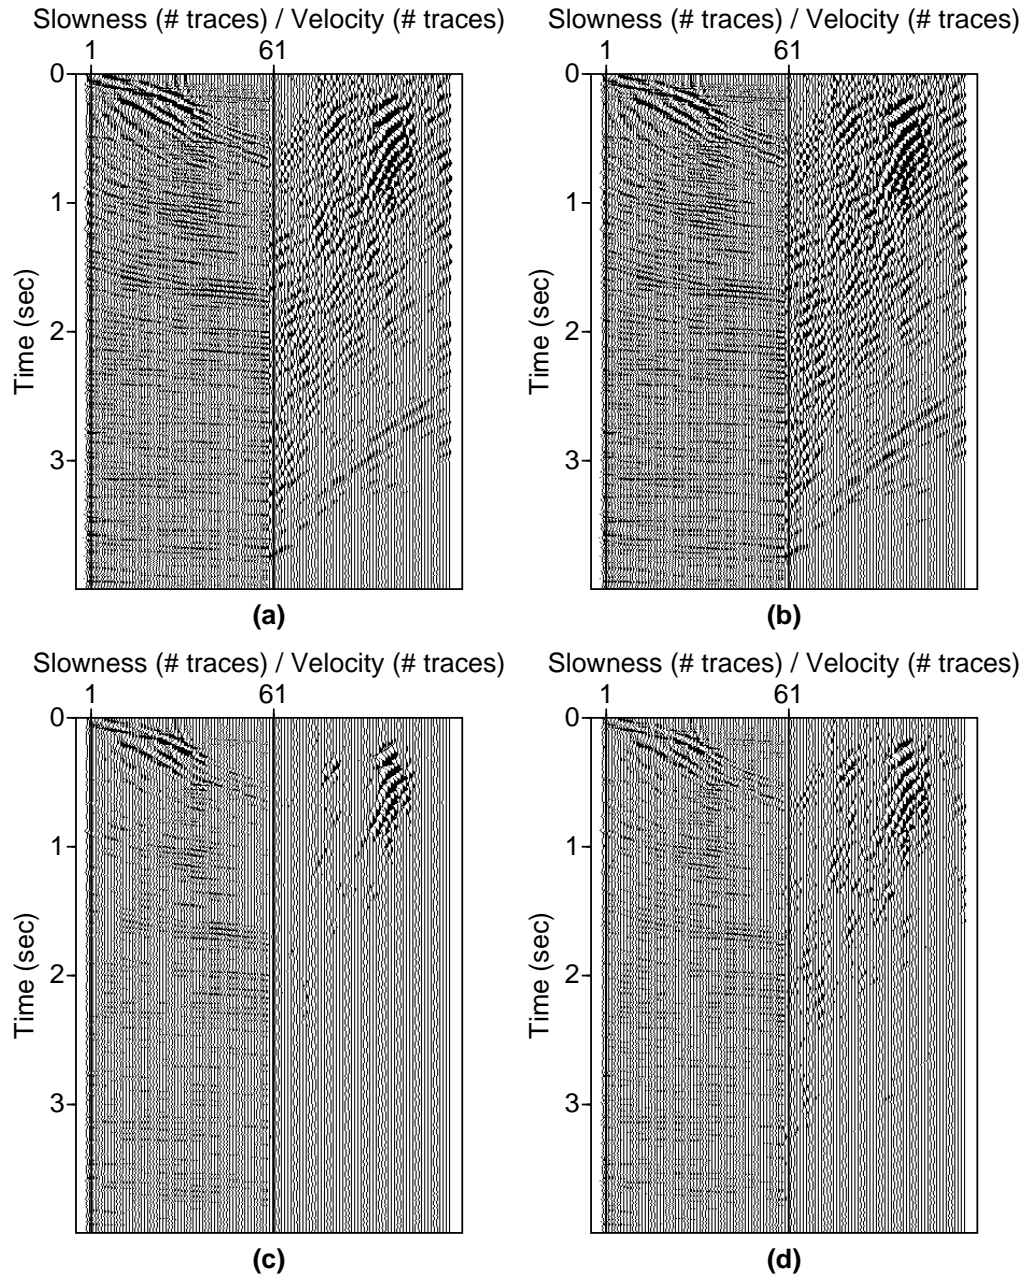 Slowness (# traces) / Velocity (# traces)
1 61
0
1
2
3
Time (sec)
(a)
Slowness (# traces) / Velocity (# traces)
1 61
0
1
2
3
Time (sec)
(b)
Slowness (# traces) / Velocity (# traces)
1 61
0
1
2
3
Time (sec)
(c)
Slowness (# traces) / Velocity (# traces)
1 61
0
1
2
3
Time (sec)
(d)